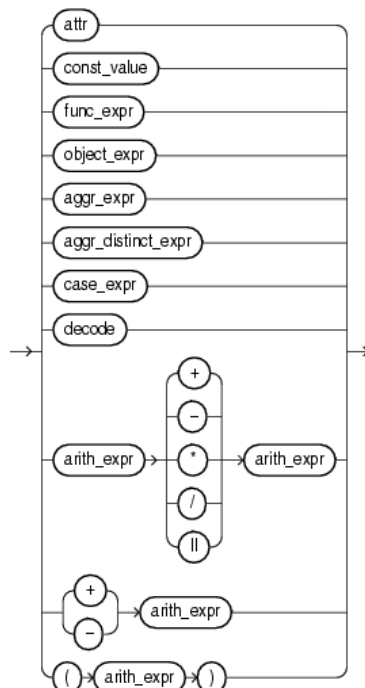 attr
const_value
func_expr
object_expr
aggr_expr
aggr_distinct_expr
case_expr
decode
+
−
arith_expr * arith_expr
/
||
+
arith_expr
−
( arith_expr )